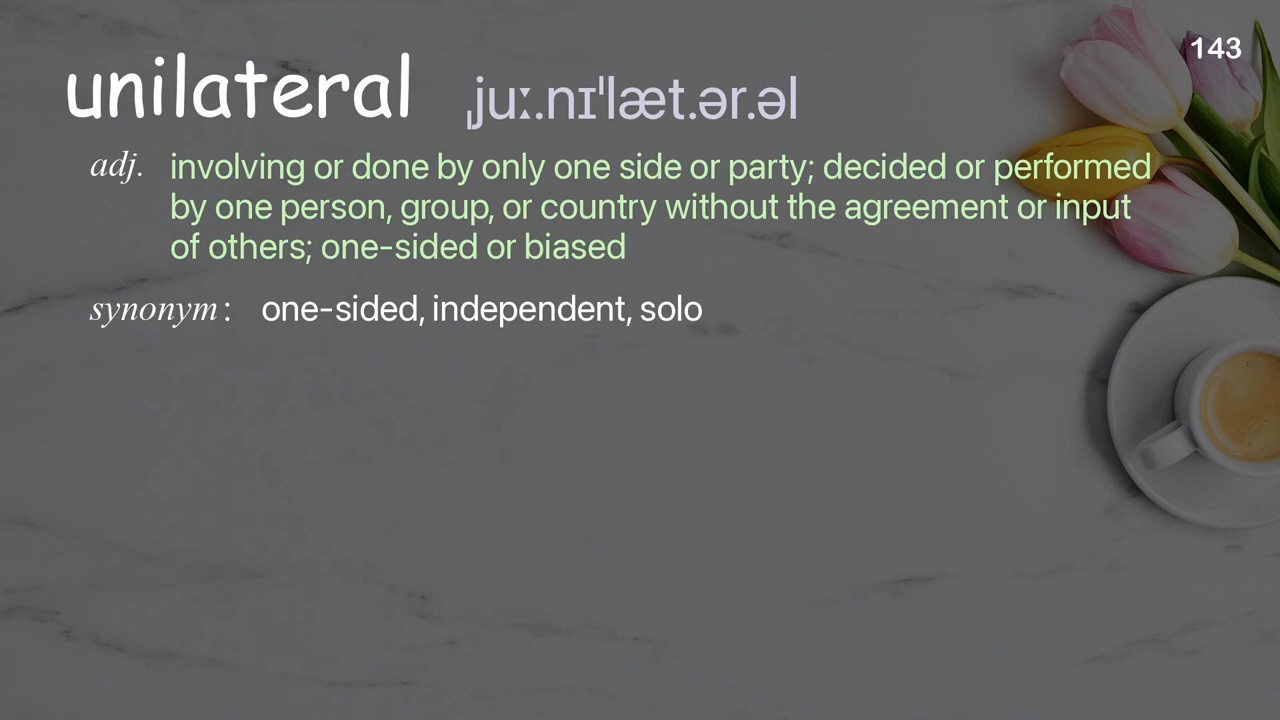 143
unilateral ˌjuː.nɪˈlæt.ər.əl
adj. involving or done by only one side or party; decided or performed
by one person, group, or country without the agreement or input
of others; one-sided or biased
synonym: one-sided, independent, solo